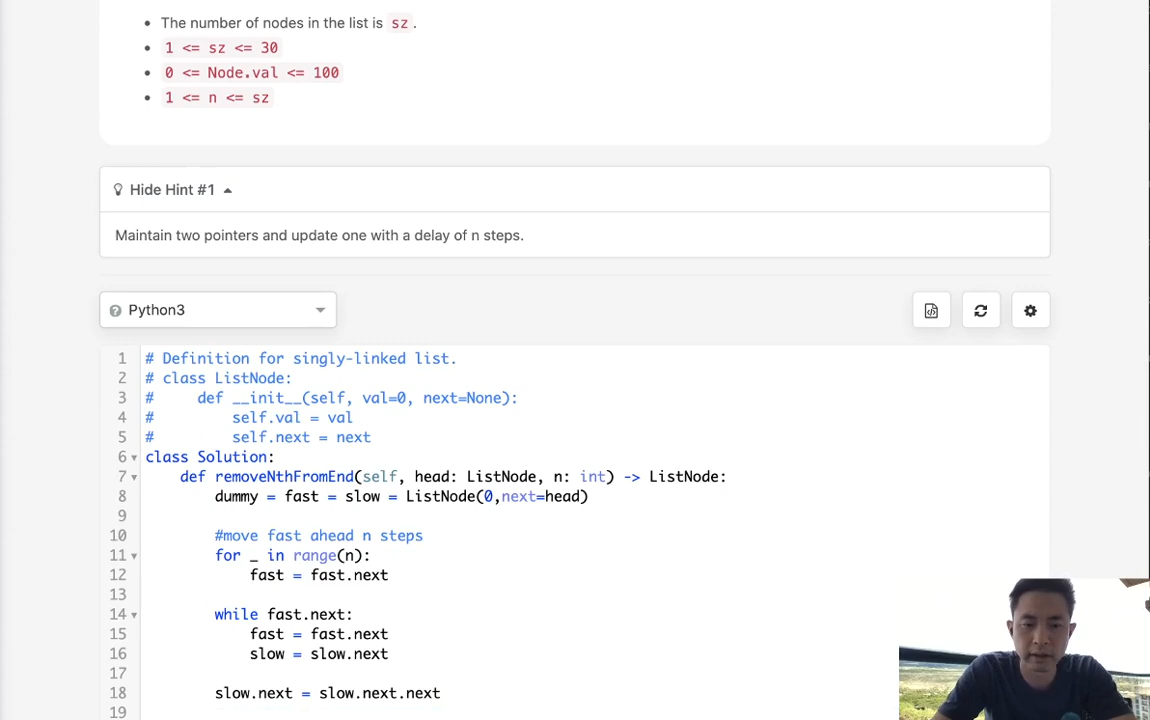 The number of nodes in the list is sz .
1 <= sz <= 30
0 <= Node.val <= 100
1 <= n <= sz
Hide Hint #1
Maintain two pointers and update one with a delay of n steps.
Python3
1 # Definition for singly-linked list.
2 # class ListNode:
3 #     def __init__(self, val=0, next=None):
4 #         self.val = val
5 #         self.next = next
6 class Solution:
7     def removeNthFromEnd(self, head: ListNode, n: int) -> ListNode:
8         dummy = fast = slow = ListNode(0,next=head)
9
10         #move fast ahead n steps
11         for _ in range(n):
12             fast = fast.next
13
14         while fast.next:
15             fast = fast.next
16             slow = slow.next
17
18         slow.next = slow.next.next
19